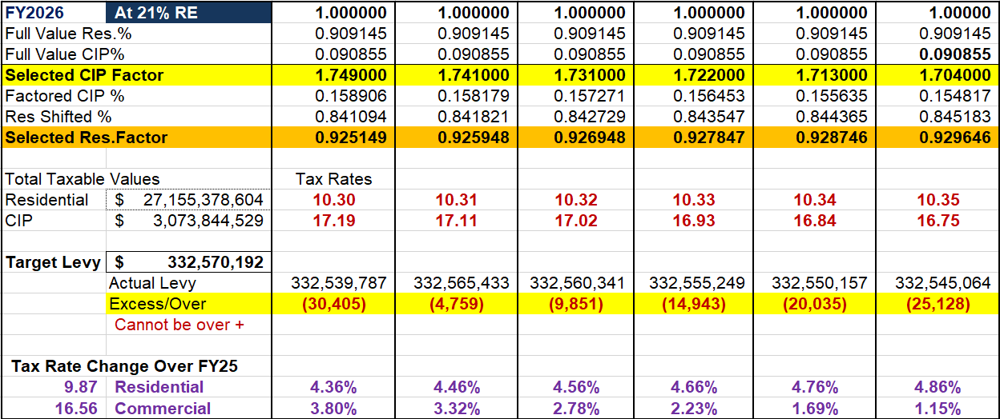 FY2026 At 21% RE 1.000000 1.000000 1.000000 1.000000 1.000000 1.00000
Full Value Res.% 0.909145 0.909145 0.909145 0.909145 0.909145 0.909145
Full Value CIP% 0.090855 0.090855 0.090855 0.090855 0.090855 0.090855
Selected CIP Factor 1.749000 1.741000 1.731000 1.722000 1.713000 1.704000
Factored CIP % 0.158906 0.158179 0.157271 0.156453 0.155635 0.154817
Res Shifted % 0.841094 0.841821 0.842729 0.843547 0.844365 0.845183
Selected Res.Factor 0.925149 0.925948 0.926948 0.927847 0.928746 0.929646
Total Taxable Values Tax Rates
Residential $ 27,155,378,604 10.30 10.31 10.32 10.33 10.34 10.35
CIP $ 3,073,844,529 17.19 17.11 17.02 16.93 16.84 16.75
Target Levy $ 332,570,192
Actual Levy 332,539,787 332,565,433 332,560,341 332,555,249 332,550,157 332,545,064
Excess/Over (30,405) (4,759) (9,851) (14,943) (20,035) (25,128)
Cannot be over +
Tax Rate Change Over FY25
9.87 Residential 4.36% 4.46% 4.56% 4.66% 4.76% 4.86%
16.56 Commercial 3.80% 3.32% 2.78% 2.23% 1.69% 1.15%